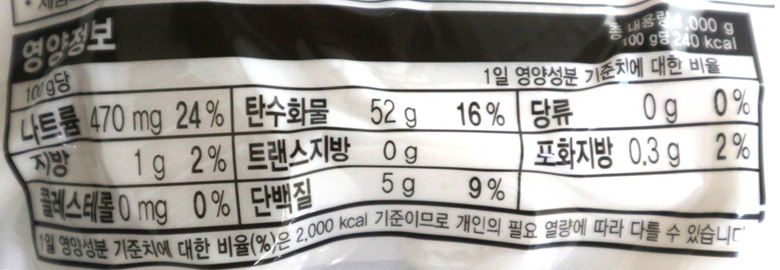 영양정보
총 내용량 1,000 g
100 g당 240 kcal
100 g당
1일 영양성분 기준치에 대한 비율
나트륨 470 mg 24% 탄수화물 52 g 16% 당류 0 g 0%
지방 1 g 2% 트랜스지방 0 g 포화지방 0.3 g 2%
콜레스테롤 0 mg 0% 단백질 5 g 9%
1일 영양성분 기준치에 대한 비율(%)은 2,000 kcal 기준이므로 개인의 필요 열량에 따라 다를 수 있습니다